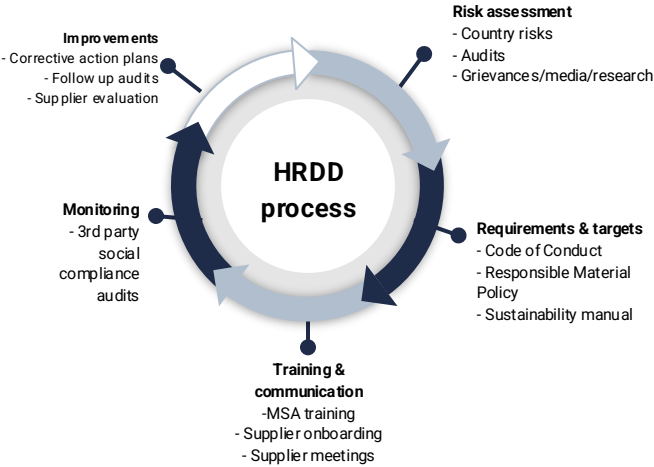 Risk assessment
- Country risks
- Audits
- Grievances/media/research
Improvements
- Corrective action plans
- Follow up audits
- Supplier evaluation
HRDD
process
Monitoring
- 3rd party
social
compliance
audits
Requirements & targets
- Code of Conduct
- Responsible Material
Policy
- Sustainability manual
Training &
communication
-MSA training
- Supplier onboarding
- Supplier meetings